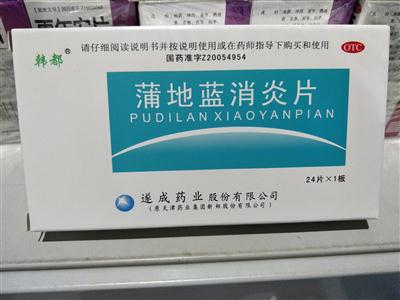 韩都
请仔细阅读说明书并按说明使用或在药师指导下购买和使用
国药准字Z20054954
OTC
蒲地蓝消炎片
PUDILANXIAOYANPIAN
24片×1板
遂成药业股份有限公司
(原天津药业集团新郑股份有限公司)